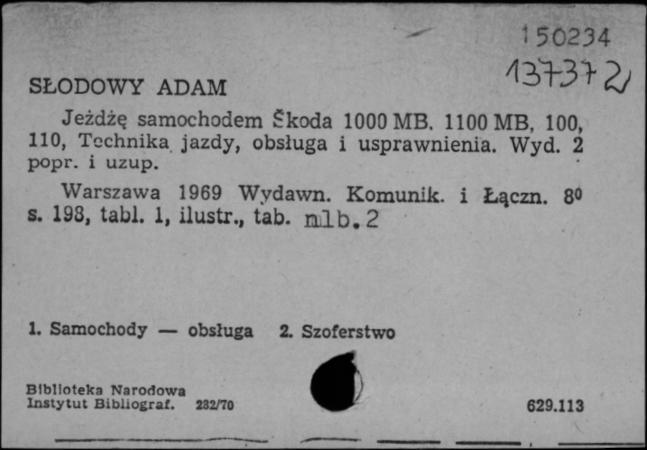 150234
137372
SŁODOWY ADAM
Jeżdżę samochodem Škoda 1000 MB. 1100 MB, 100,
110, Technika jazdy, obsługa i usprawnienia. Wyd. 2
popr. i uzup.
Warszawa 1969 Wydawn. Komunik. i Łączn. 8º
s. 198, tabl. 1, ilustr., tab. nlb. 2
1. Samochody — obsługa 2. Szoferstwo
Biblioteka Narodowa
Instytut Bibliograf. 232/70
629.113